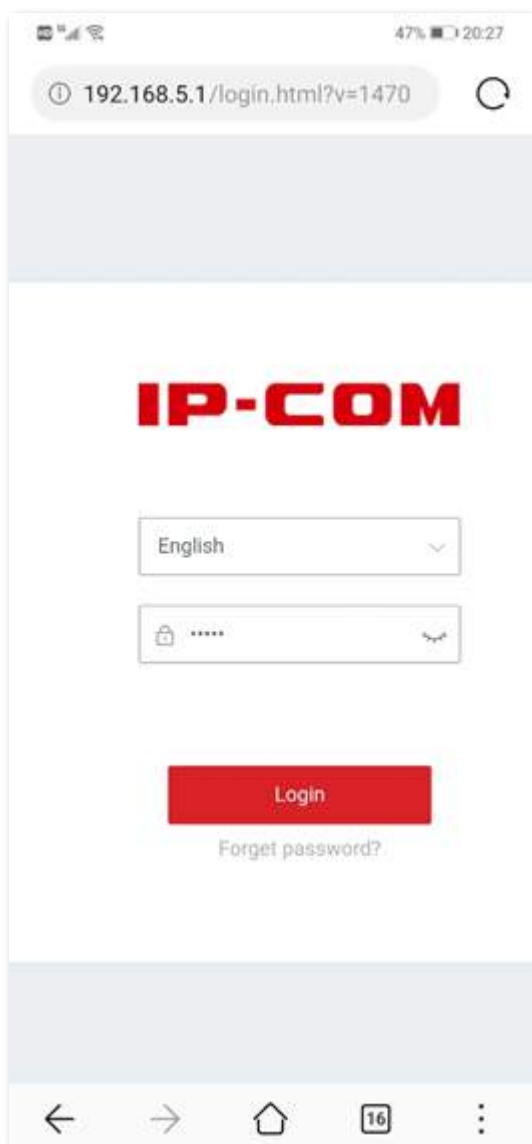 47% 20:27
192.168.5.1/login.html?v=1470
IP-COM
English
•••••
Login
Forget password?
16